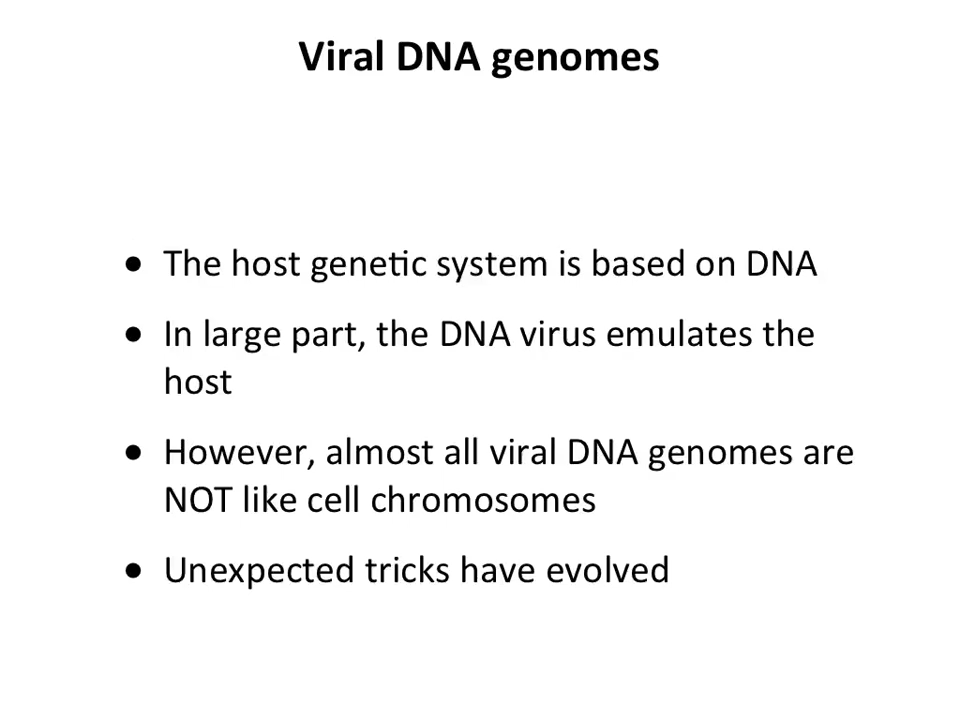 Viral DNA genomes
● The host genetic system is based on DNA
● In large part, the DNA virus emulates the
host
● However, almost all viral DNA genomes are
NOT like cell chromosomes
● Unexpected tricks have evolved